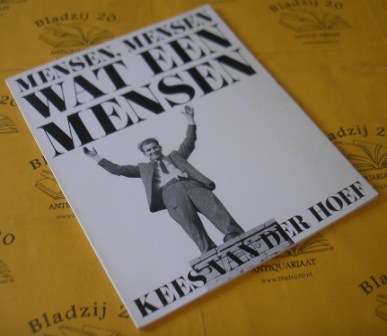 MENSEN, MENSEN
WAT EEN
MENSEN
KEES VAN DER HOEF
Bladzij 20
ANTIQUARIAAT
Bladzij 20
Bladzij 20
ANTIQUARIAAT
www.bladzij20.nl
Bladzij 20